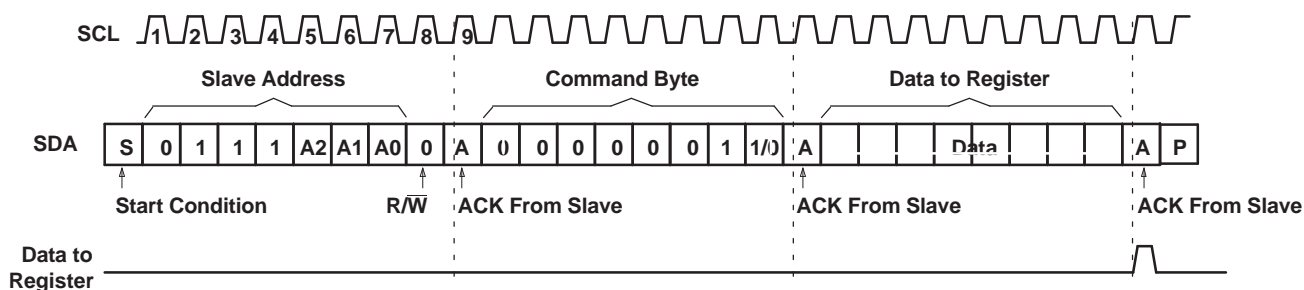 SCL 1 2 3 4 5 6 7 8 9
Slave Address Command Byte Data to Register
SDA S 0 1 1 1 A2 A1 A0 0 A 0 0 0 0 0 0 1 1/0 A Data A P
Start Condition R/W ACK From Slave ACK From Slave ACK From Slave
Data to
Register